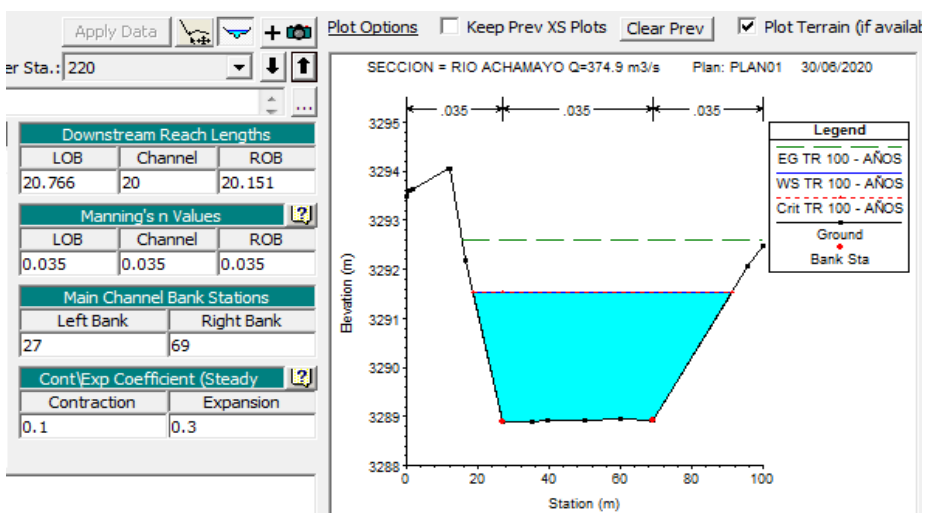 Apply Data
+
Plot Options
Keep Prev XS Plots
Clear Prev
Plot Terrain (if availab
er Sta.: 220
...
Downstream Reach Lengths
LOB Channel ROB
20.766 20 20.151
Manning's n Values
LOB Channel ROB
0.035 0.035 0.035
Main Channel Bank Stations
Left Bank Right Bank
27 69
Cont\Exp Coefficient (Steady
Contraction Expansion
0.1 0.3
SECCION = RIO ACHAMAYO Q=374.9 m3/s Plan: PLAN01 30/06/2020
.035 .035 .035
3295
3294
3293
3292
3291
3290
3289
3288
Elevation (m)
0 20 40 60 80 100
Station (m)
Legend
EG TR 100 - AÑOS
WS TR 100 - AÑOS
Crit TR 100 - AÑOS
Ground
Bank Sta